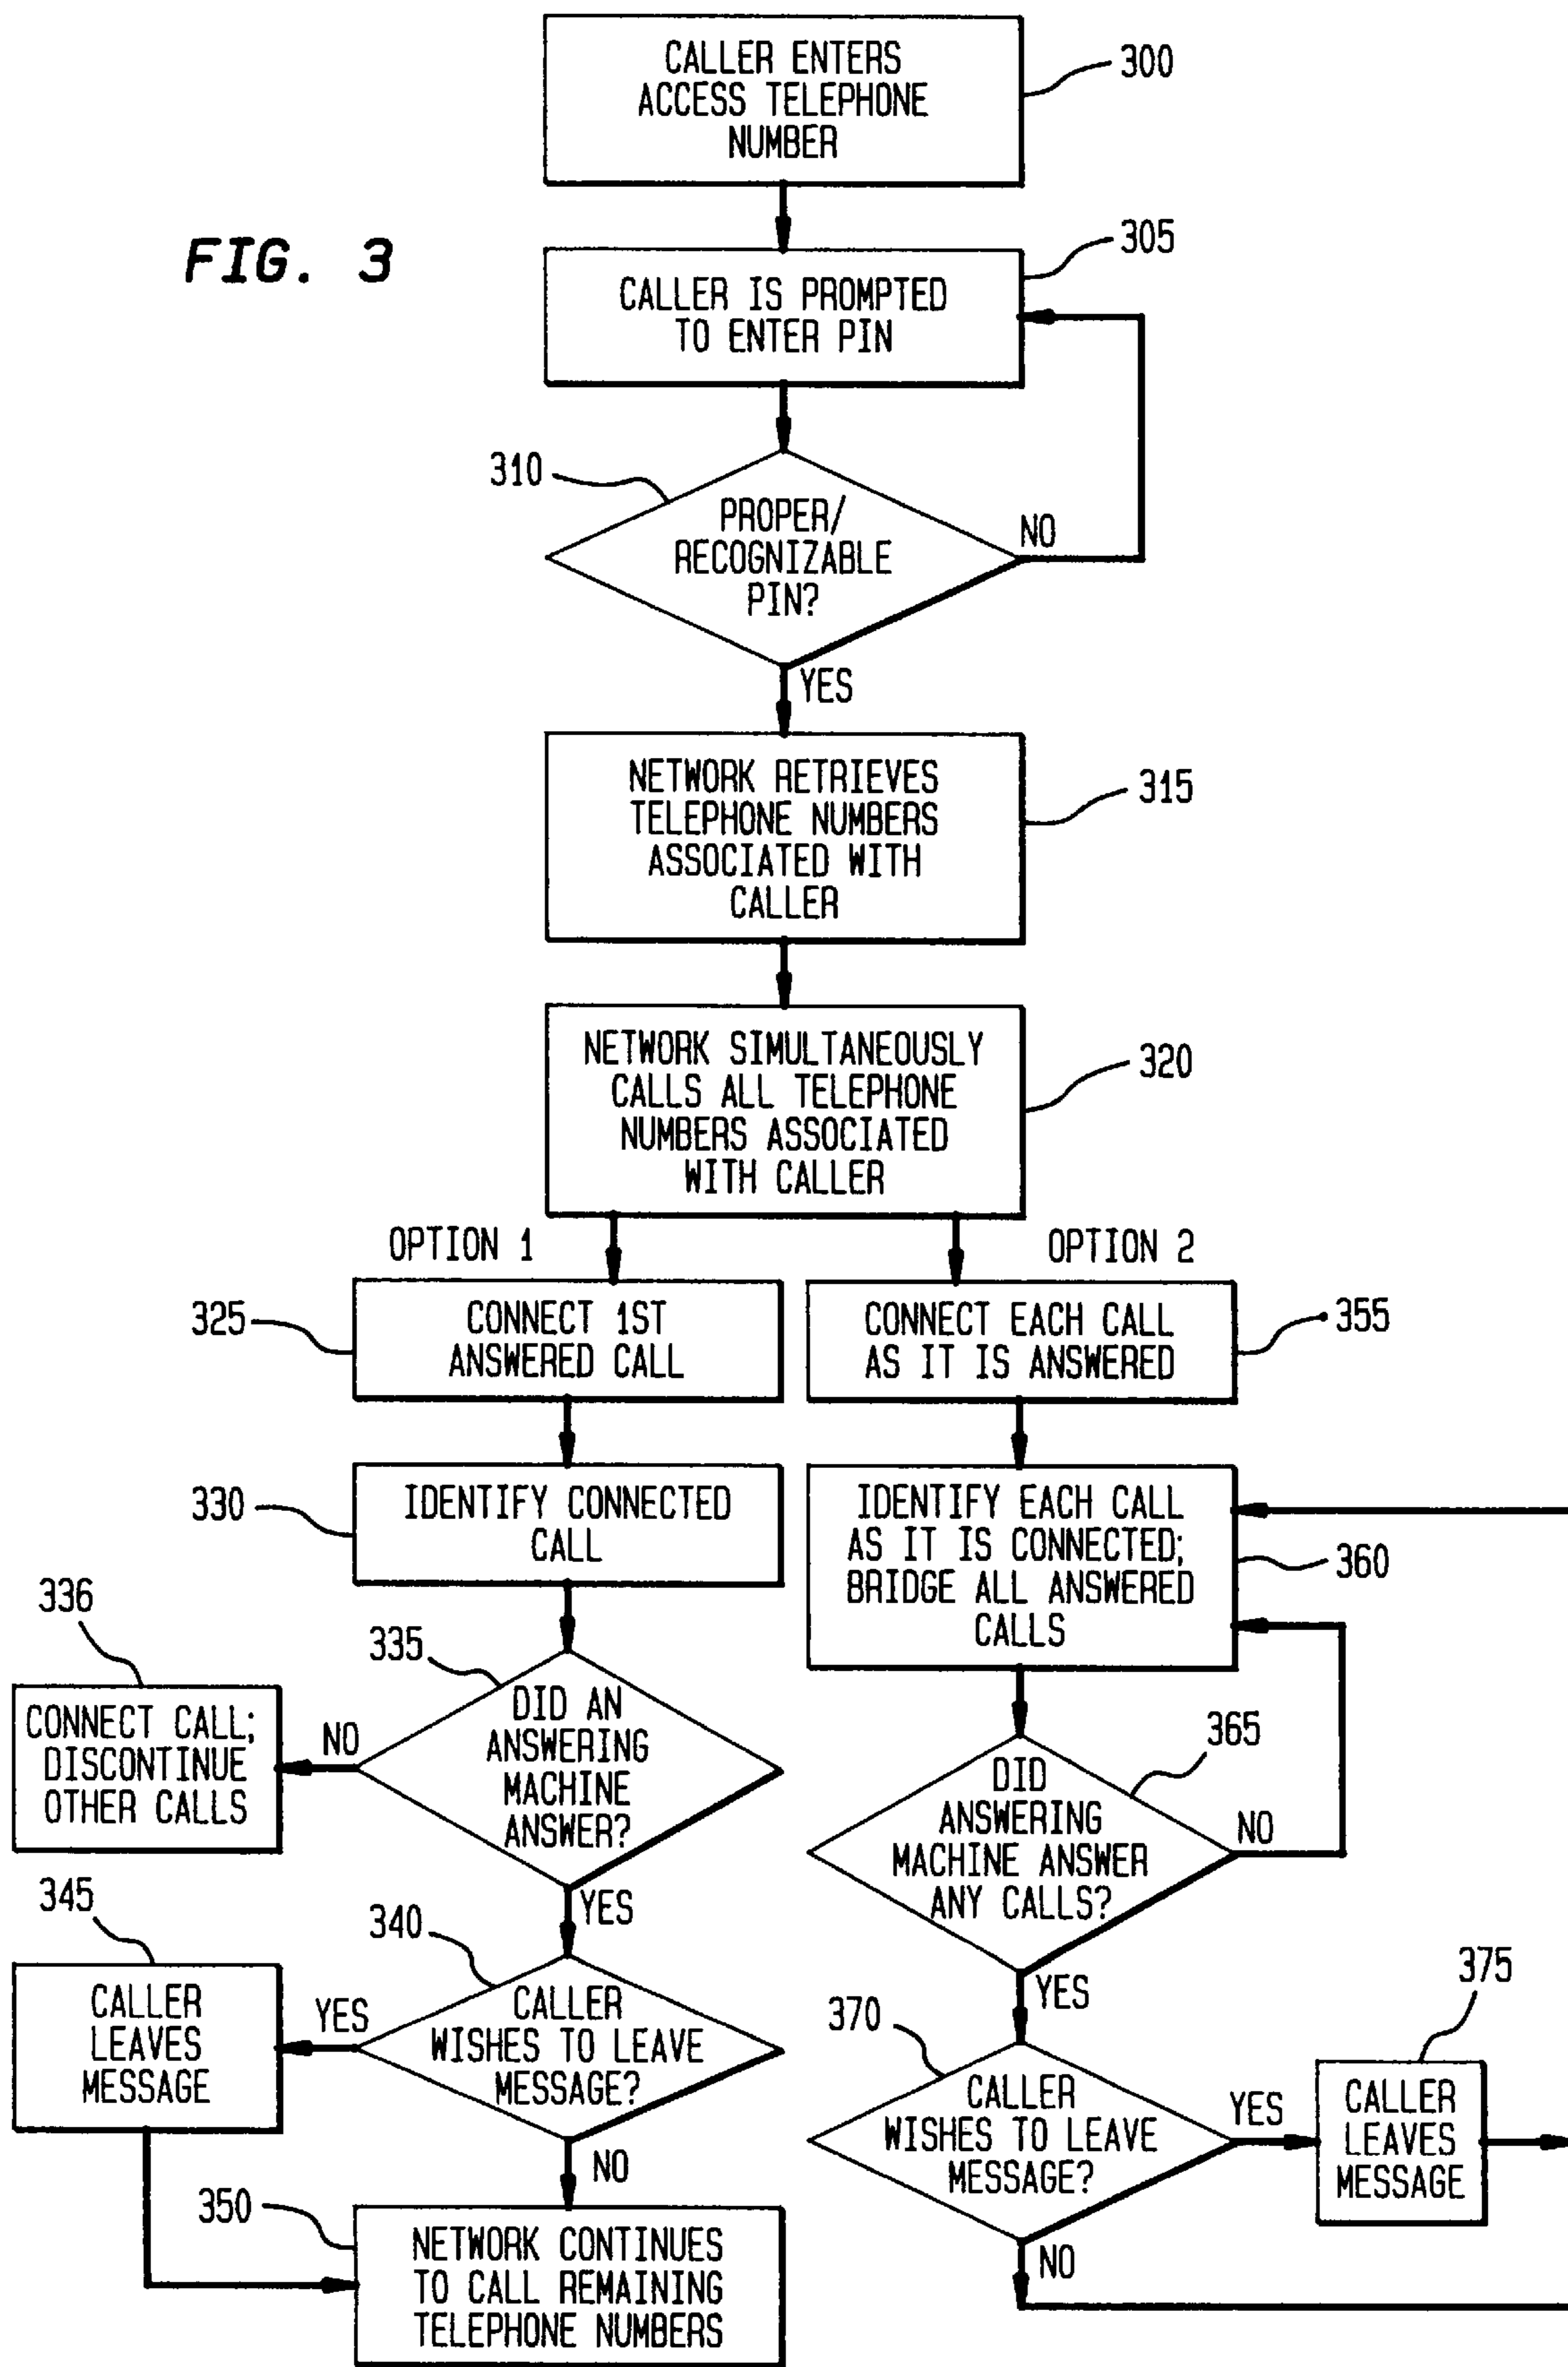 CALLER ENTERS
ACCESS TELEPHONE
NUMBER
300
FIG. 3
305
CALLER IS PROMPTED
TO ENTER PIN
310
PROPER/
RECOGNIZABLE
PIN?
NO
YES
NETWORK RETRIEVES
TELEPHONE NUMBERS
ASSOCIATED WITH
CALLER
315
NETWORK SIMULTANEOUSLY
CALLS ALL TELEPHONE
NUMBERS ASSOCIATED
WITH CALLER
320
OPTION 1
325
CONNECT 1ST
ANSWERED CALL
330
IDENTIFY CONNECTED
CALL
335
DID AN
ANSWERING
MACHINE
ANSWER?
NO
336
CONNECT CALL;
DISCONTINUE
OTHER CALLS
YES
340
CALLER
WISHES TO LEAVE
MESSAGE?
YES
345
CALLER
LEAVES
MESSAGE
NO
350
NETWORK CONTINUES
TO CALL REMAINING
TELEPHONE NUMBERS
OPTION 2
CONNECT EACH CALL
AS IT IS ANSWERED
355
IDENTIFY EACH CALL
AS IT IS CONNECTED;
BRIDGE ALL ANSWERED
CALLS
360
365
DID
ANSWERING
MACHINE ANSWER
ANY CALLS?
NO
YES
370
CALLER
WISHES TO LEAVE
MESSAGE?
YES
375
CALLER
LEAVES
MESSAGE
NO